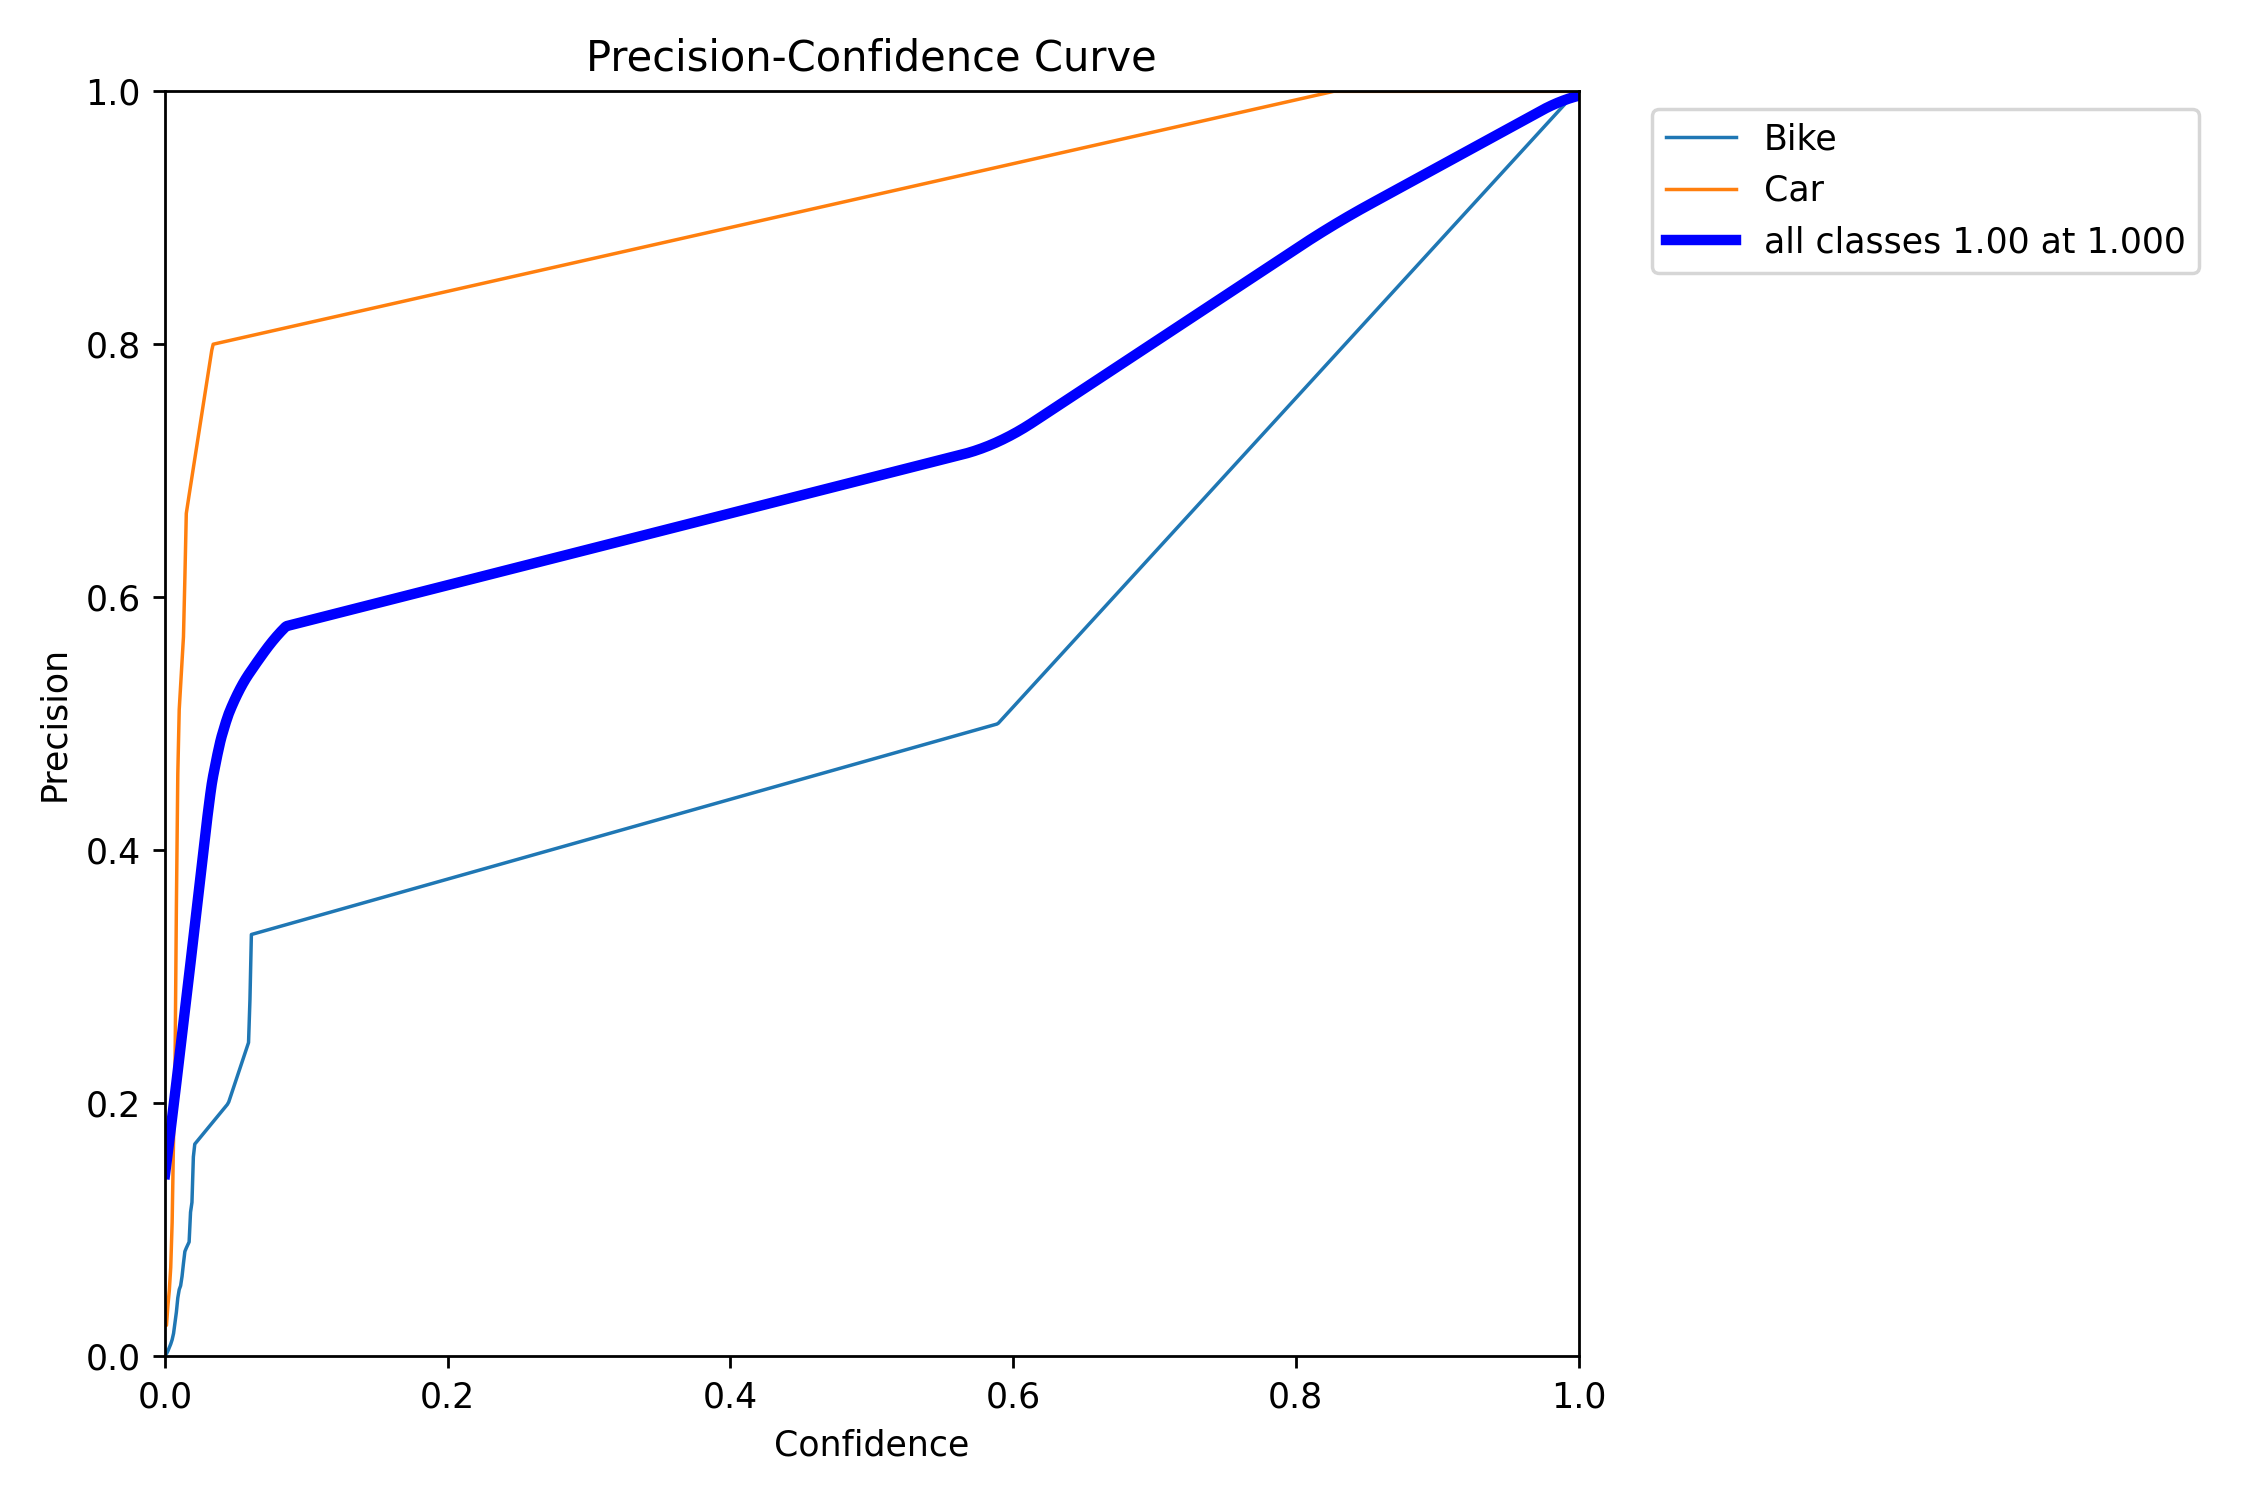 Precision-Confidence Curve
Bike
Car
all classes 1.00 at 1.000
Precision
1.0
0.8
0.6
0.4
0.2
0.0
0.0 0.2 0.4 0.6 0.8 1.0
Confidence